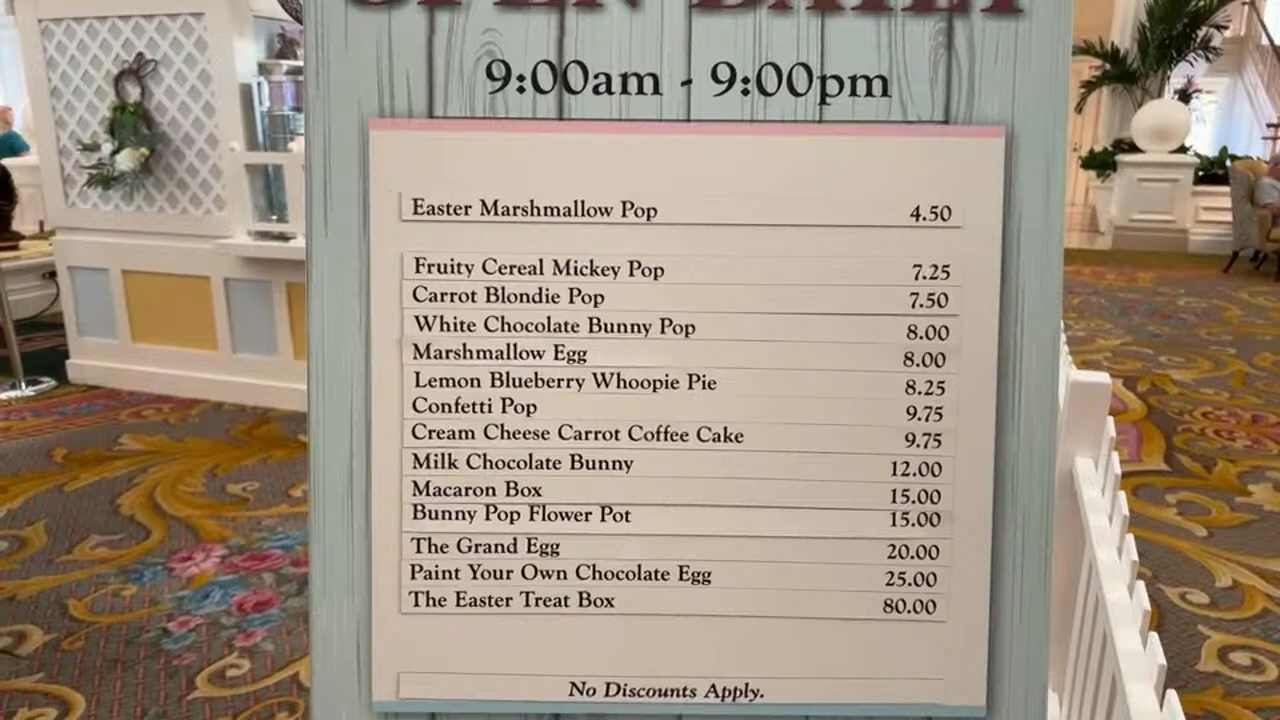 OPEN DAILY
9:00am - 9:00pm
Easter Marshmallow Pop 4.50
Fruity Cereal Mickey Pop 7.25
Carrot Blondie Pop 7.50
White Chocolate Bunny Pop 8.00
Marshmallow Egg 8.00
Lemon Blueberry Whoopie Pie 8.25
Confetti Pop 9.75
Cream Cheese Carrot Coffee Cake 9.75
Milk Chocolate Bunny 12.00
Macaron Box 15.00
Bunny Pop Flower Pot 15.00
The Grand Egg 20.00
Paint Your Own Chocolate Egg 25.00
The Easter Treat Box 80.00
No Discounts Apply.